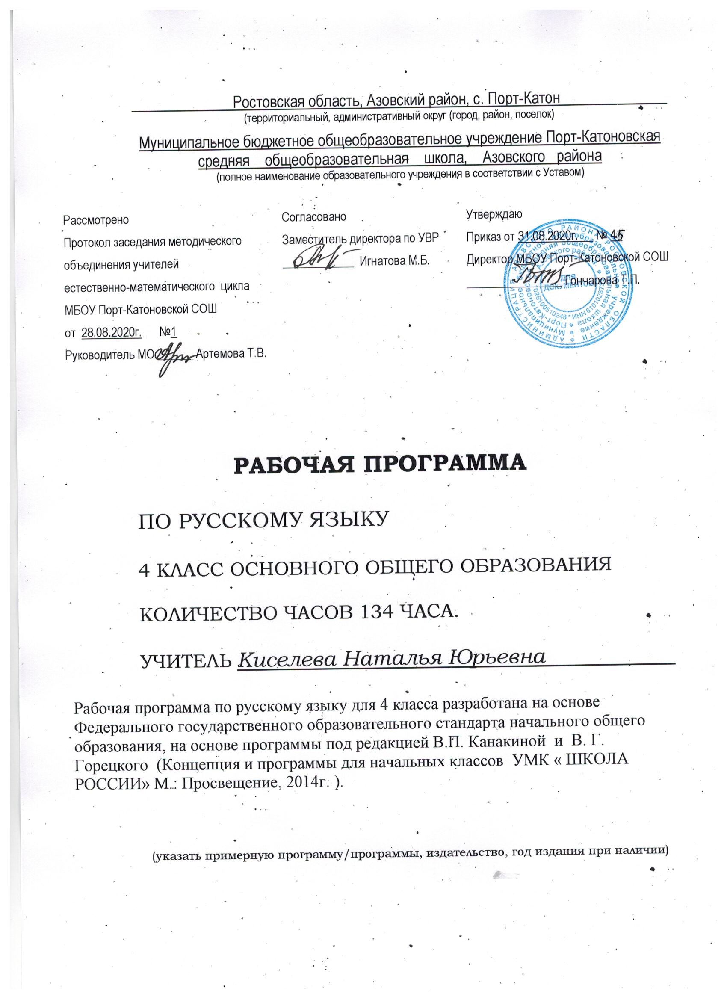 Ростовская область, Азовский район, с. Порт-Катон
(территориальный, административный округ (город, район, поселок)
Муниципальное бюджетное общеобразовательное учреждение Порт-Катоновская
средняя общеобразовательная школа, Азовского района
(полное наименование образовательного учреждения в соответствии с Уставом)
Рассмотрено
Протокол заседания методического
объединения учителей
естественно-математического цикла
МБОУ Порт-Катоновской СОШ
от 28.08.2020г. №1
Руководитель МО Артемова Т.В.
Согласовано
Заместитель директора по УВР
Игнатова М.Б.
Утверждаю
Приказ от 31.08.2020г. № 45
Директор МБОУ Порт-Катоновской СОШ
Гончарова Т.П.
ДЛЯ
ДОКУМЕНТОВ
РАБОЧАЯ ПРОГРАММА
ПО РУССКОМУ ЯЗЫКУ
4 КЛАСС ОСНОВНОГО ОБЩЕГО ОБРАЗОВАНИЯ
КОЛИЧЕСТВО ЧАСОВ 134 ЧАСА.
УЧИТЕЛЬ Киселева Наталья Юрьевна
Рабочая программа по русскому языку для 4 класса разработана на основе
Федерального государственного образовательного стандарта начального общего
образования, на основе программы под редакцией В.П. Канакиной и В. Г.
Горецкого (Концепция и программы для начальных классов УМК « ШКОЛА
РОССИИ» М.: Просвещение, 2014г. ).
(указать примерную программу/программы, издательство, год издания при наличии)